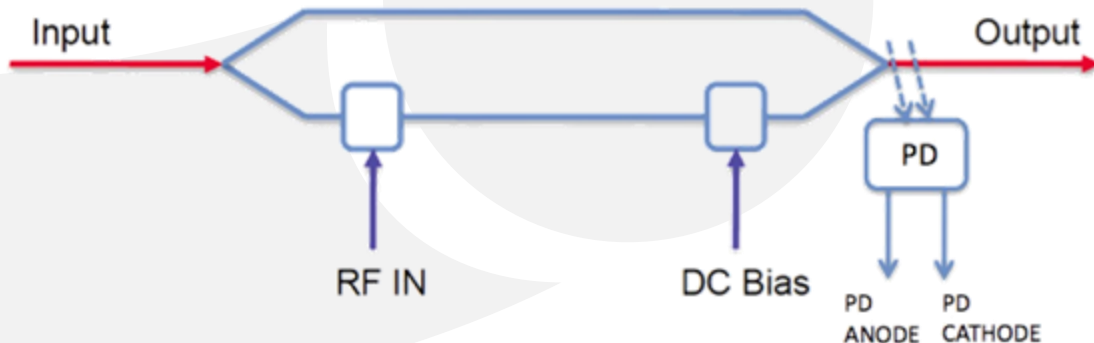 Input
Output
PD
RF IN
DC Bias
PD
ANODE
PD
CATHODE